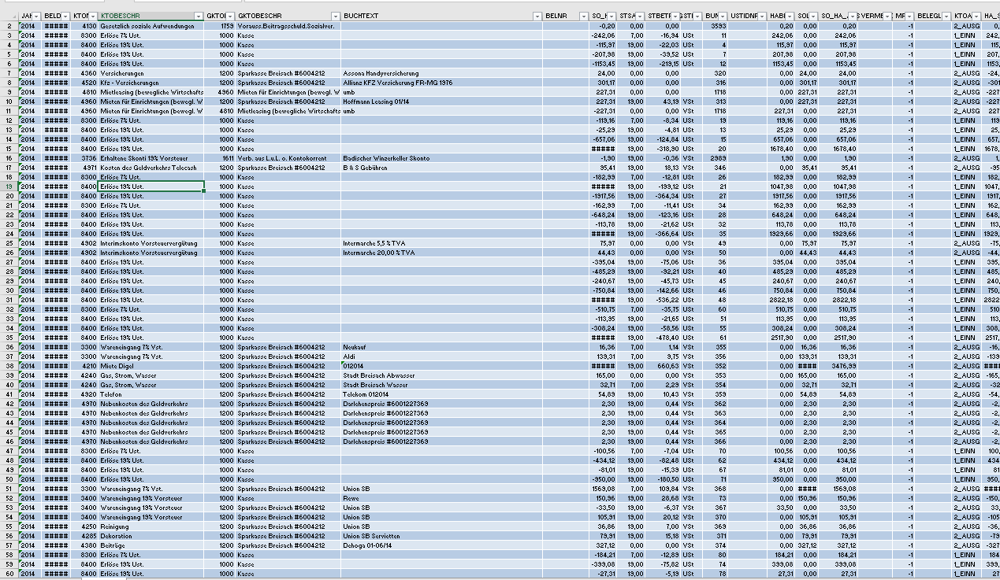 JAH BELD KTON KTOBESCHR GKTOI GKTOBESCHR BUCHTEXT BELNR SO_H STSA STBETR GSTI BUN USTIDNF HABI SOL SO_HA_ SVERME MP BELEGL KTOA HA_S
2 2014 ##### 4130 Gesetzlich soziale Aufwendungen 1759 Vorauss.Beitragsschuld.Sozialver. -0,20 0,00 0,00 3593 0,20 0,00 0,20 -1 2_AUSG 0,
3 2014 ##### 8300 Erlöse 7% Ust. 1000 Kasse -242,06 7,00 -16,94 USt 11 242,06 0,00 242,06 -1 1_EINN 242,
4 2014 ##### 8400 Erlöse 19% Ust. 1000 Kasse -115,97 19,00 -22,03 USt 4 115,97 0,00 115,97 -1 1_EINN 115,
5 2014 ##### 8400 Erlöse 19% Ust. 1000 Kasse -207,98 19,00 -39,52 USt 7 207,98 0,00 207,98 -1 1_EINN 207,
6 2014 ##### 8400 Erlöse 19% Ust. 1000 Kasse -1153,45 19,00 -219,15 USt 12 1153,45 0,00 1153,45 -1 1_EINN 1153,
7 2014 ##### 4360 Versicherungen 1200 Sparkasse Breisach #6004212 Assona Handyversicherung 24,00 0,00 0,00 320 0,00 24,00 24,00 -1 2_AUSG -24,
8 2014 ##### 4520 Kfz - Versicherungen 1200 Sparkasse Breisach #6004212 Allianz KFZ Versicherung FR-MG 1976 301,17 0,00 0,00 316 0,00 301,17 301,17 -1 2_AUSG -301
9 2014 ##### 4810 Mietleasing (bewegliche Wirtschafts 4960 Mieten für Einrichtungen (bewegl. W umb 227,31 0,00 0,00 1718 0,00 227,31 227,31 -1 2_AUSG -227
10 2014 ##### 4960 Mieten für Einrichtungen (bewegl. W 1200 Sparkasse Breisach #6004212 Hoffmann Leasing 01/14 227,31 19,00 43,19 VSt 313 0,00 227,31 227,31 -1 2_AUSG -227
11 2014 ##### 4960 Mieten für Einrichtungen (bewegl. W 4810 Mietleasing (bewegliche Wirtschafts umb -227,31 0,00 0,00 VSt 1718 227,31 0,00 227,31 -1 2_AUSG 227
12 2014 ##### 8300 Erlöse 7% Ust. 1000 Kasse -119,16 7,00 -8,34 USt 19 119,16 0,00 119,16 -1 1_EINN 119
13 2014 ##### 8400 Erlöse 19% Ust. 1000 Kasse -25,29 19,00 -4,81 USt 13 25,29 0,00 25,29 -1 1_EINN 25,
14 2014 ##### 8400 Erlöse 19% Ust. 1000 Kasse -657,06 19,00 -124,84 USt 15 657,06 0,00 657,06 -1 1_EINN 657,
15 2014 ##### 8400 Erlöse 19% Ust. 1000 Kasse ##### 19,00 -318,90 USt 20 1678,40 0,00 1678,40 -1 1_EINN 1678,
16 2014 ##### 3736 Erhaltene Skonti 19% Vorsteuer 1611 Verb. aus L.u.L. o. Kontokorrent Badischer Winzerkeller Skonto -1,90 19,00 -0,36 VSt 2989 1,90 0,00 1,90 -1 2_AUSG 1,
17 2014 ##### 4971 Kosten des Geldverkehrs Telecash 1200 Sparkasse Breisach #6004212 B & S Gebühren 95,41 19,00 18,13 VSt 346 0,00 95,41 95,41 -1 2_AUSG -95
18 2014 ##### 8300 Erlöse 7% Ust. 1000 Kasse -182,99 7,00 -12,81 USt 26 182,99 0,00 182,99 -1 1_EINN 182,
19 2014 ##### 8400 Erlöse 19% Ust. 1000 Kasse ##### 19,00 -199,12 USt 21 1047,98 0,00 1047,98 -1 1_EINN 1047,
20 2014 ##### 8400 Erlöse 19% Ust. 1000 Kasse -1917,56 19,00 -364,34 USt 27 1917,56 0,00 1917,56 -1 1_EINN 1917,
21 2014 ##### 8300 Erlöse 7% Ust. 1000 Kasse -162,99 7,00 -11,41 USt 34 162,99 0,00 162,99 -1 1_EINN 162,
22 2014 ##### 8400 Erlöse 19% Ust. 1000 Kasse -648,24 19,00 -123,16 USt 28 648,24 0,00 648,24 -1 1_EINN 648,
23 2014 ##### 8400 Erlöse 19% Ust. 1000 Kasse -113,78 19,00 -21,62 USt 32 113,78 0,00 113,78 -1 1_EINN 113,
24 2014 ##### 8400 Erlöse 19% Ust. 1000 Kasse ##### 19,00 -366,64 USt 35 1929,66 0,00 1929,66 -1 1_EINN 1929,
25 2014 ##### 4902 Interimskonto Vorsteuervergütung 1000 Kasse Intermarche 5,5 % TVA 75,97 0,00 0,00 VSt 49 0,00 75,97 75,97 -1 2_AUSG -75,
26 2014 ##### 4902 Interimskonto Vorsteuervergütung 1000 Kasse Intermarche 20,00 % TVA 44,43 0,00 0,00 VSt 50 0,00 44,43 44,43 -1 2_AUSG -44,
27 2014 ##### 8400 Erlöse 19% Ust. 1000 Kasse -395,04 19,00 -75,06 USt 36 395,04 0,00 395,04 -1 1_EINN 395,
28 2014 ##### 8400 Erlöse 19% Ust. 1000 Kasse -485,29 19,00 -92,21 USt 40 485,29 0,00 485,29 -1 1_EINN 485,
29 2014 ##### 8400 Erlöse 19% Ust. 1000 Kasse -240,67 19,00 -45,73 USt 45 240,67 0,00 240,67 -1 1_EINN 240,
30 2014 ##### 8400 Erlöse 19% Ust. 1000 Kasse -750,84 19,00 -142,66 USt 46 750,84 0,00 750,84 -1 1_EINN 750,
31 2014 ##### 8400 Erlöse 19% Ust. 1000 Kasse ##### 19,00 -536,22 USt 48 2822,18 0,00 2822,18 -1 1_EINN 2822
32 2014 ##### 8300 Erlöse 7% Ust. 1000 Kasse -510,75 7,00 -35,75 USt 60 510,75 0,00 510,75 -1 1_EINN 510
33 2014 ##### 8400 Erlöse 19% Ust. 1000 Kasse -113,95 19,00 -21,65 USt 51 113,95 0,00 113,95 -1 1_EINN 113,
34 2014 ##### 8400 Erlöse 19% Ust. 1000 Kasse -308,24 19,00 -58,56 USt 55 308,24 0,00 308,24 -1 1_EINN 308,
35 2014 ##### 8400 Erlöse 19% Ust. 1000 Kasse ##### 19,00 -478,40 USt 61 2517,90 0,00 2517,90 -1 1_EINN 2517,
36 2014 ##### 3300 Wareneingang 7% Vst. 1200 Sparkasse Breisach #6004212 Neukauf 16,36 7,00 1,14 VSt 355 0,00 16,36 16,36 -1 2_AUSG -16,
37 2014 ##### 3300 Wareneingang 7% Vst. 1200 Sparkasse Breisach #6004212 Aldi 139,31 7,00 9,75 VSt 356 0,00 139,31 139,31 -1 2_AUSG -139
38 2014 ##### 4210 Miete Digel 1200 Sparkasse Breisach #6004212 012014 ##### 19,00 660,63 VSt 352 0,00 #### 3476,99 -1 2_AUSG ####
39 2014 ##### 4240 Gas, Strom, Wasser 1200 Sparkasse Breisach #6004212 Stadt Breisach Abwasser 165,00 0,00 0,00 VSt 353 0,00 165,00 165,00 -1 2_AUSG -165,
40 2014 ##### 4240 Gas, Strom, Wasser 1200 Sparkasse Breisach #6004212 Stadt Breisach Wasser 32,71 7,00 2,29 VSt 354 0,00 32,71 32,71 -1 2_AUSG -32
41 2014 ##### 4920 Telefon 1200 Sparkasse Breisach #6004212 Telekom 012014 54,89 19,00 10,43 VSt 359 0,00 54,89 54,89 -1 2_AUSG -54,
42 2014 ##### 4970 Nebenkosten des Geldverkehrs 1200 Sparkasse Breisach #6004212 Darlehenspreis #6001227369 2,30 19,00 0,44 VSt 362 0,00 2,30 2,30 -1 2_AUSG -2,
43 2014 ##### 4970 Nebenkosten des Geldverkehrs 1200 Sparkasse Breisach #6004212 Darlehenspreis #6001227369 2,30 19,00 0,44 VSt 363 0,00 2,30 2,30 -1 2_AUSG -2,
44 2014 ##### 4970 Nebenkosten des Geldverkehrs 1200 Sparkasse Breisach #6004212 Darlehenspreis #6001227369 2,30 19,00 0,44 VSt 364 0,00 2,30 2,30 -1 2_AUSG -2,
45 2014 ##### 4970 Nebenkosten des Geldverkehrs 1200 Sparkasse Breisach #6004212 Darlehenspreis #6001227369 2,30 19,00 0,44 VSt 365 0,00 2,30 2,30 -1 2_AUSG -2,
46 2014 ##### 4970 Nebenkosten des Geldverkehrs 1200 Sparkasse Breisach #6004212 Darlehenspreis #6001227369 2,30 19,00 0,44 VSt 366 0,00 2,30 2,30 -1 2_AUSG -2,
47 2014 ##### 8300 Erlöse 7% Ust. 1000 Kasse -100,56 7,00 -7,04 USt 70 100,56 0,00 100,56 -1 1_EINN 100,
48 2014 ##### 8400 Erlöse 19% Ust. 1000 Kasse -434,12 19,00 -82,48 USt 62 434,12 0,00 434,12 -1 1_EINN 434
49 2014 ##### 8400 Erlöse 19% Ust. 1000 Kasse -81,01 19,00 -15,39 USt 67 81,01 0,00 81,01 -1 1_EINN 81
50 2014 ##### 8400 Erlöse 19% Ust. 1000 Kasse -950,00 19,00 -180,50 USt 71 950,00 0,00 950,00 -1 1_EINN 950,
51 2014 ##### 3300 Wareneingang 7% Vst. 1200 Sparkasse Breisach #6004212 Union SB 1569,08 7,00 109,84 VSt 368 0,00 #### 1569,08 -1 2_AUSG ####
52 2014 ##### 3400 Wareneingang 19% Vorsteuer 1000 Kasse Rewe 150,96 19,00 28,68 VSt 73 0,00 150,96 150,96 -1 2_AUSG -150,
53 2014 ##### 3400 Wareneingang 19% Vorsteuer 1200 Sparkasse Breisach #6004212 Union SB -33,50 19,00 -6,37 VSt 367 33,50 0,00 33,50 -1 2_AUSG 33,
54 2014 ##### 3400 Wareneingang 19% Vorsteuer 1200 Sparkasse Breisach #6004212 Union SB 105,91 19,00 20,12 VSt 370 0,00 105,91 105,91 -1 2_AUSG -105
55 2014 ##### 4250 Reinigung 1200 Sparkasse Breisach #6004212 Union SB 36,86 19,00 7,00 VSt 369 0,00 36,86 36,86 -1 2_AUSG -36,
56 2014 ##### 4285 Dekoration 1200 Sparkasse Breisach #6004212 Union SB Servietten 79,91 19,00 15,18 VSt 371 0,00 79,91 79,91 -1 2_AUSG -79
57 2014 ##### 4380 Beiträge 1200 Sparkasse Breisach #6004212 Dehoga 01-06/14 327,12 0,00 0,00 VSt 374 0,00 327,12 327,12 -1 2_AUSG -327
58 2014 ##### 8300 Erlöse 7% Ust. 1000 Kasse -184,21 7,00 -12,89 USt 80 184,21 0,00 184,21 -1 1_EINN 184
59 2014 ##### 8400 Erlöse 19% Ust. 1000 Kasse -399,08 19,00 -75,82 USt 74 399,08 0,00 399,08 -1 1_EINN 399,
60 2014 ##### 8400 Erlöse 19% Ust. 1000 Kasse -27,31 19,00 -5,19 USt 78 27,31 0,00 27,31 -1 1_EINN 27